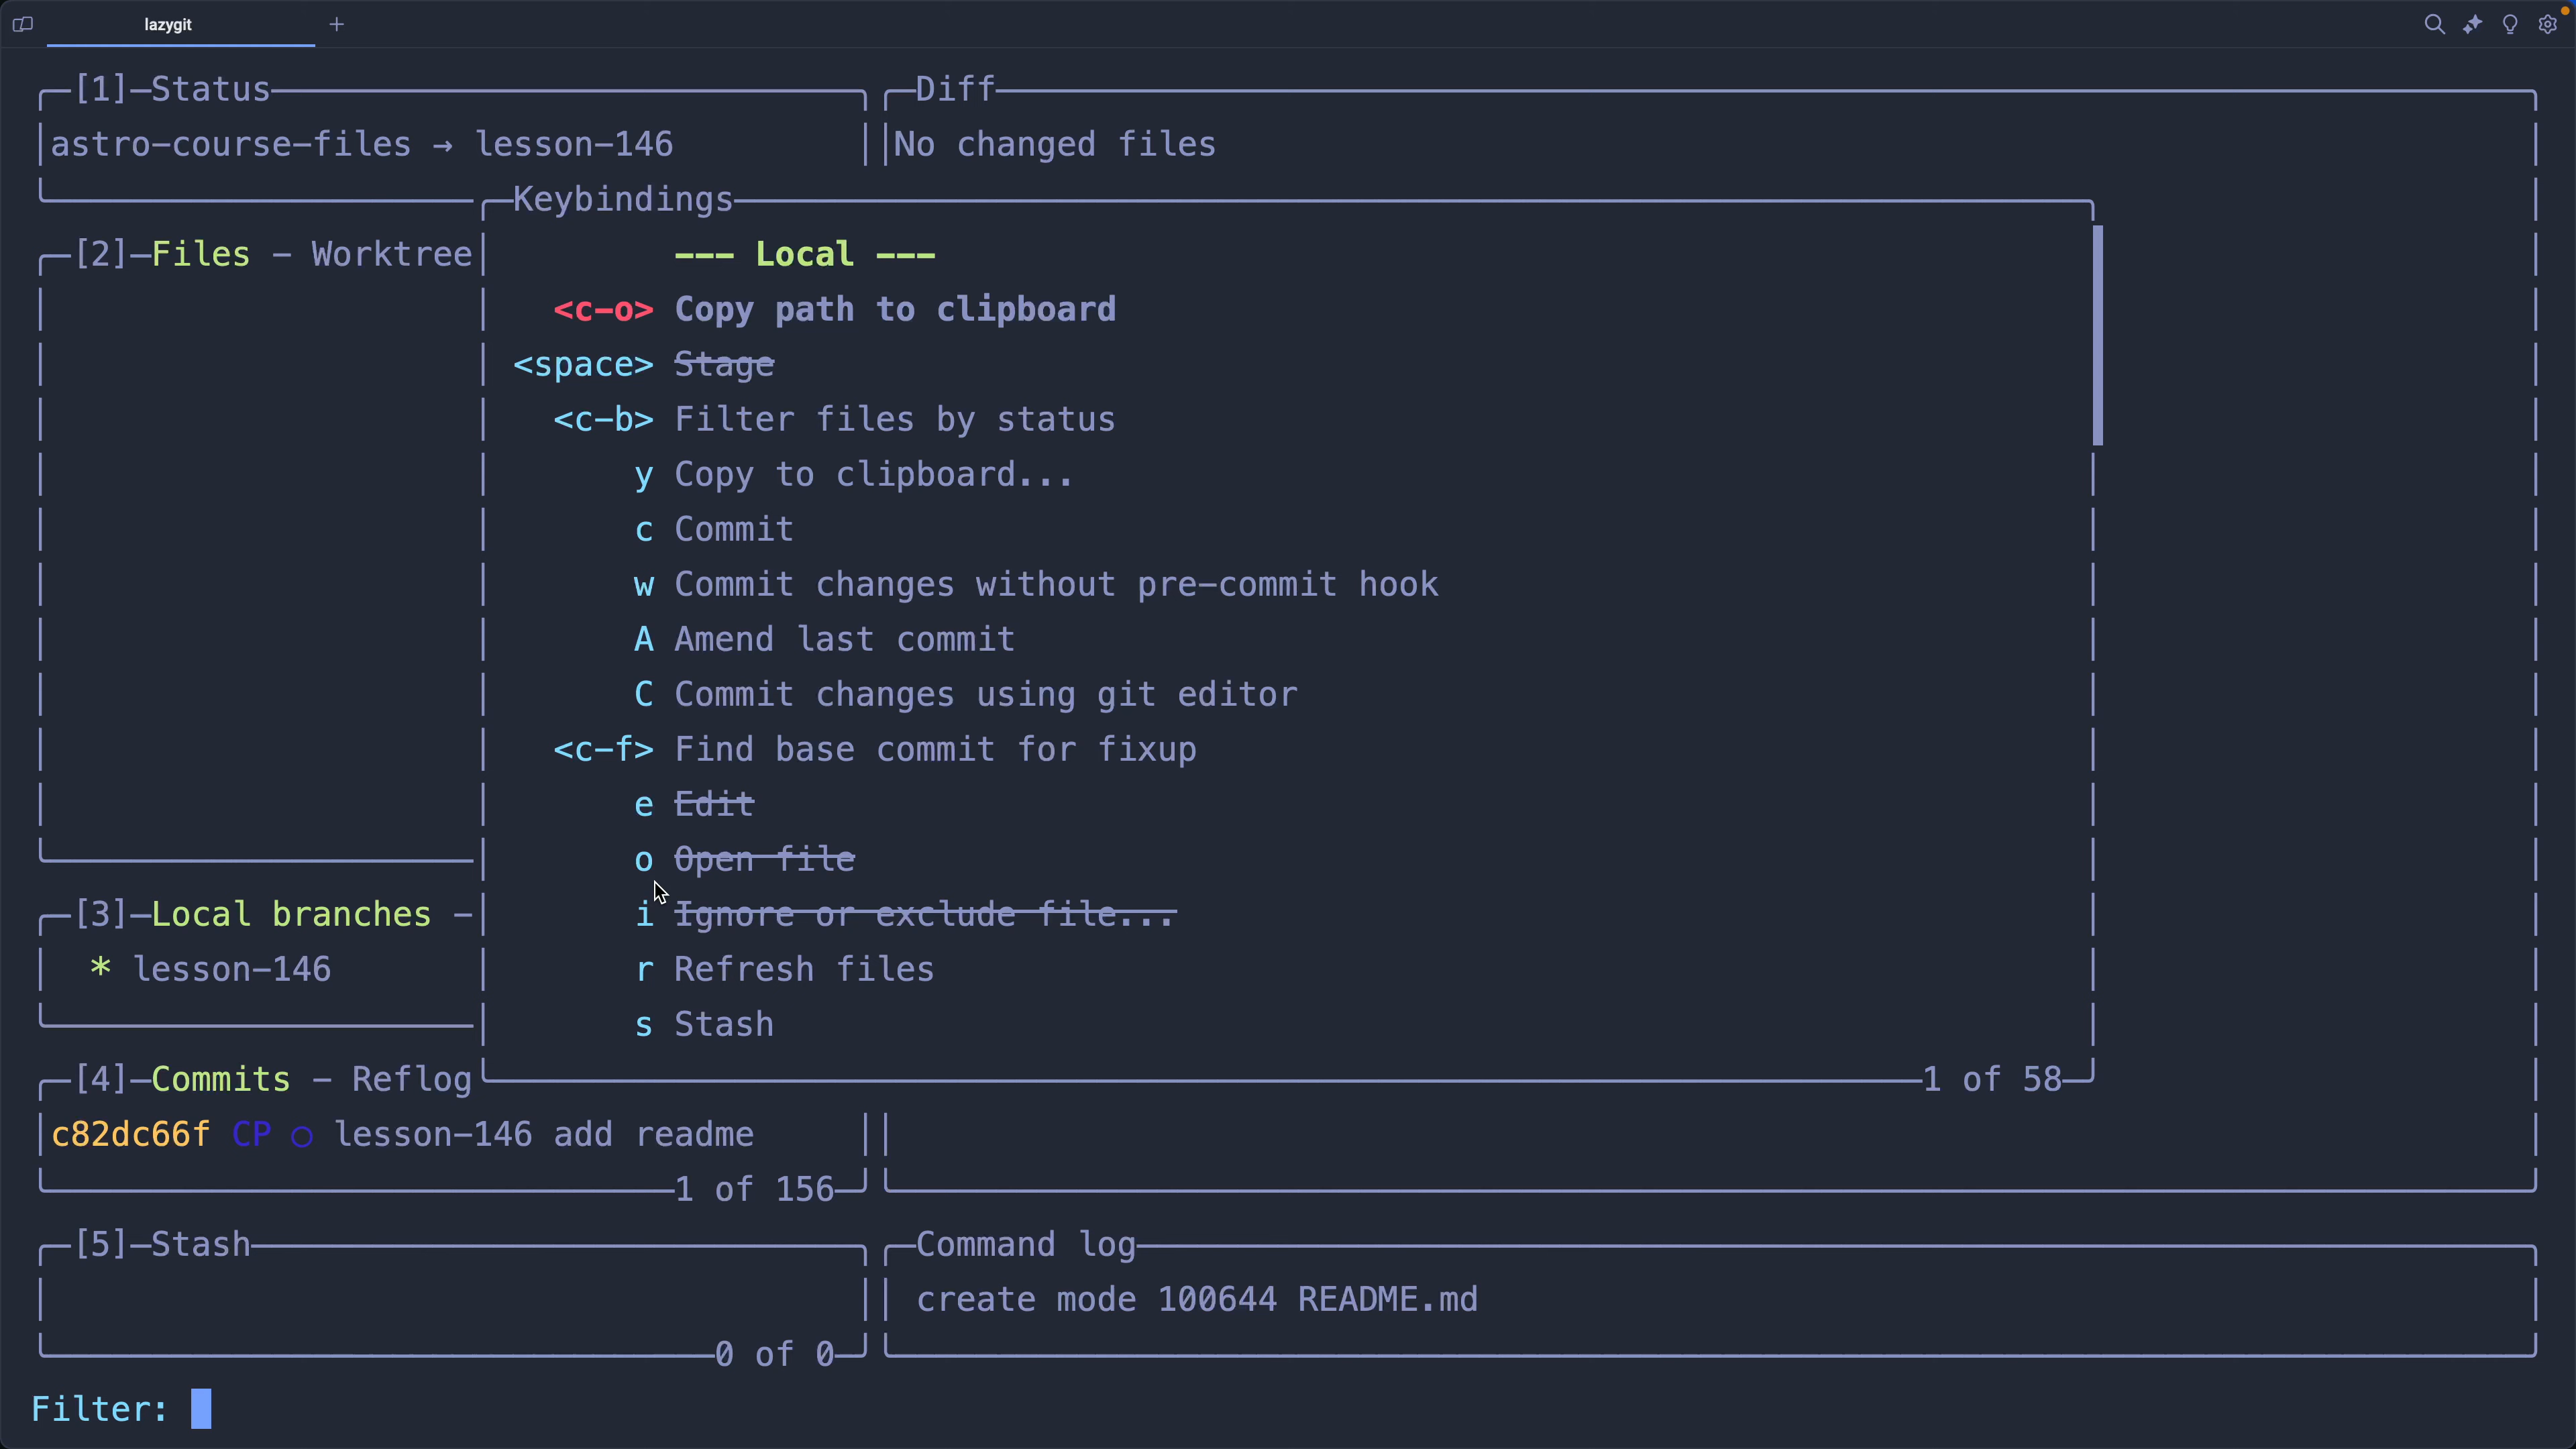 lazygit
[1]—Status
astro-course-files → lesson-146
Diff
No changed files
[2]—Files - Worktree
Keybindings
--- Local ---
<c-o> Copy path to clipboard
<space> Stage
<c-b> Filter files by status
y Copy to clipboard...
c Commit
w Commit changes without pre-commit hook
A Amend last commit
C Commit changes using git editor
<c-f> Find base commit for fixup
e Edit
o Open file
i Ignore or exclude file...
r Refresh files
s Stash
1 of 58
[3]—Local branches -
* lesson-146
[4]—Commits - Reflog
c82dc66f CP ○ lesson-146 add readme
1 of 156
[5]—Stash
0 of 0
Command log
create mode 100644 README.md
Filter: